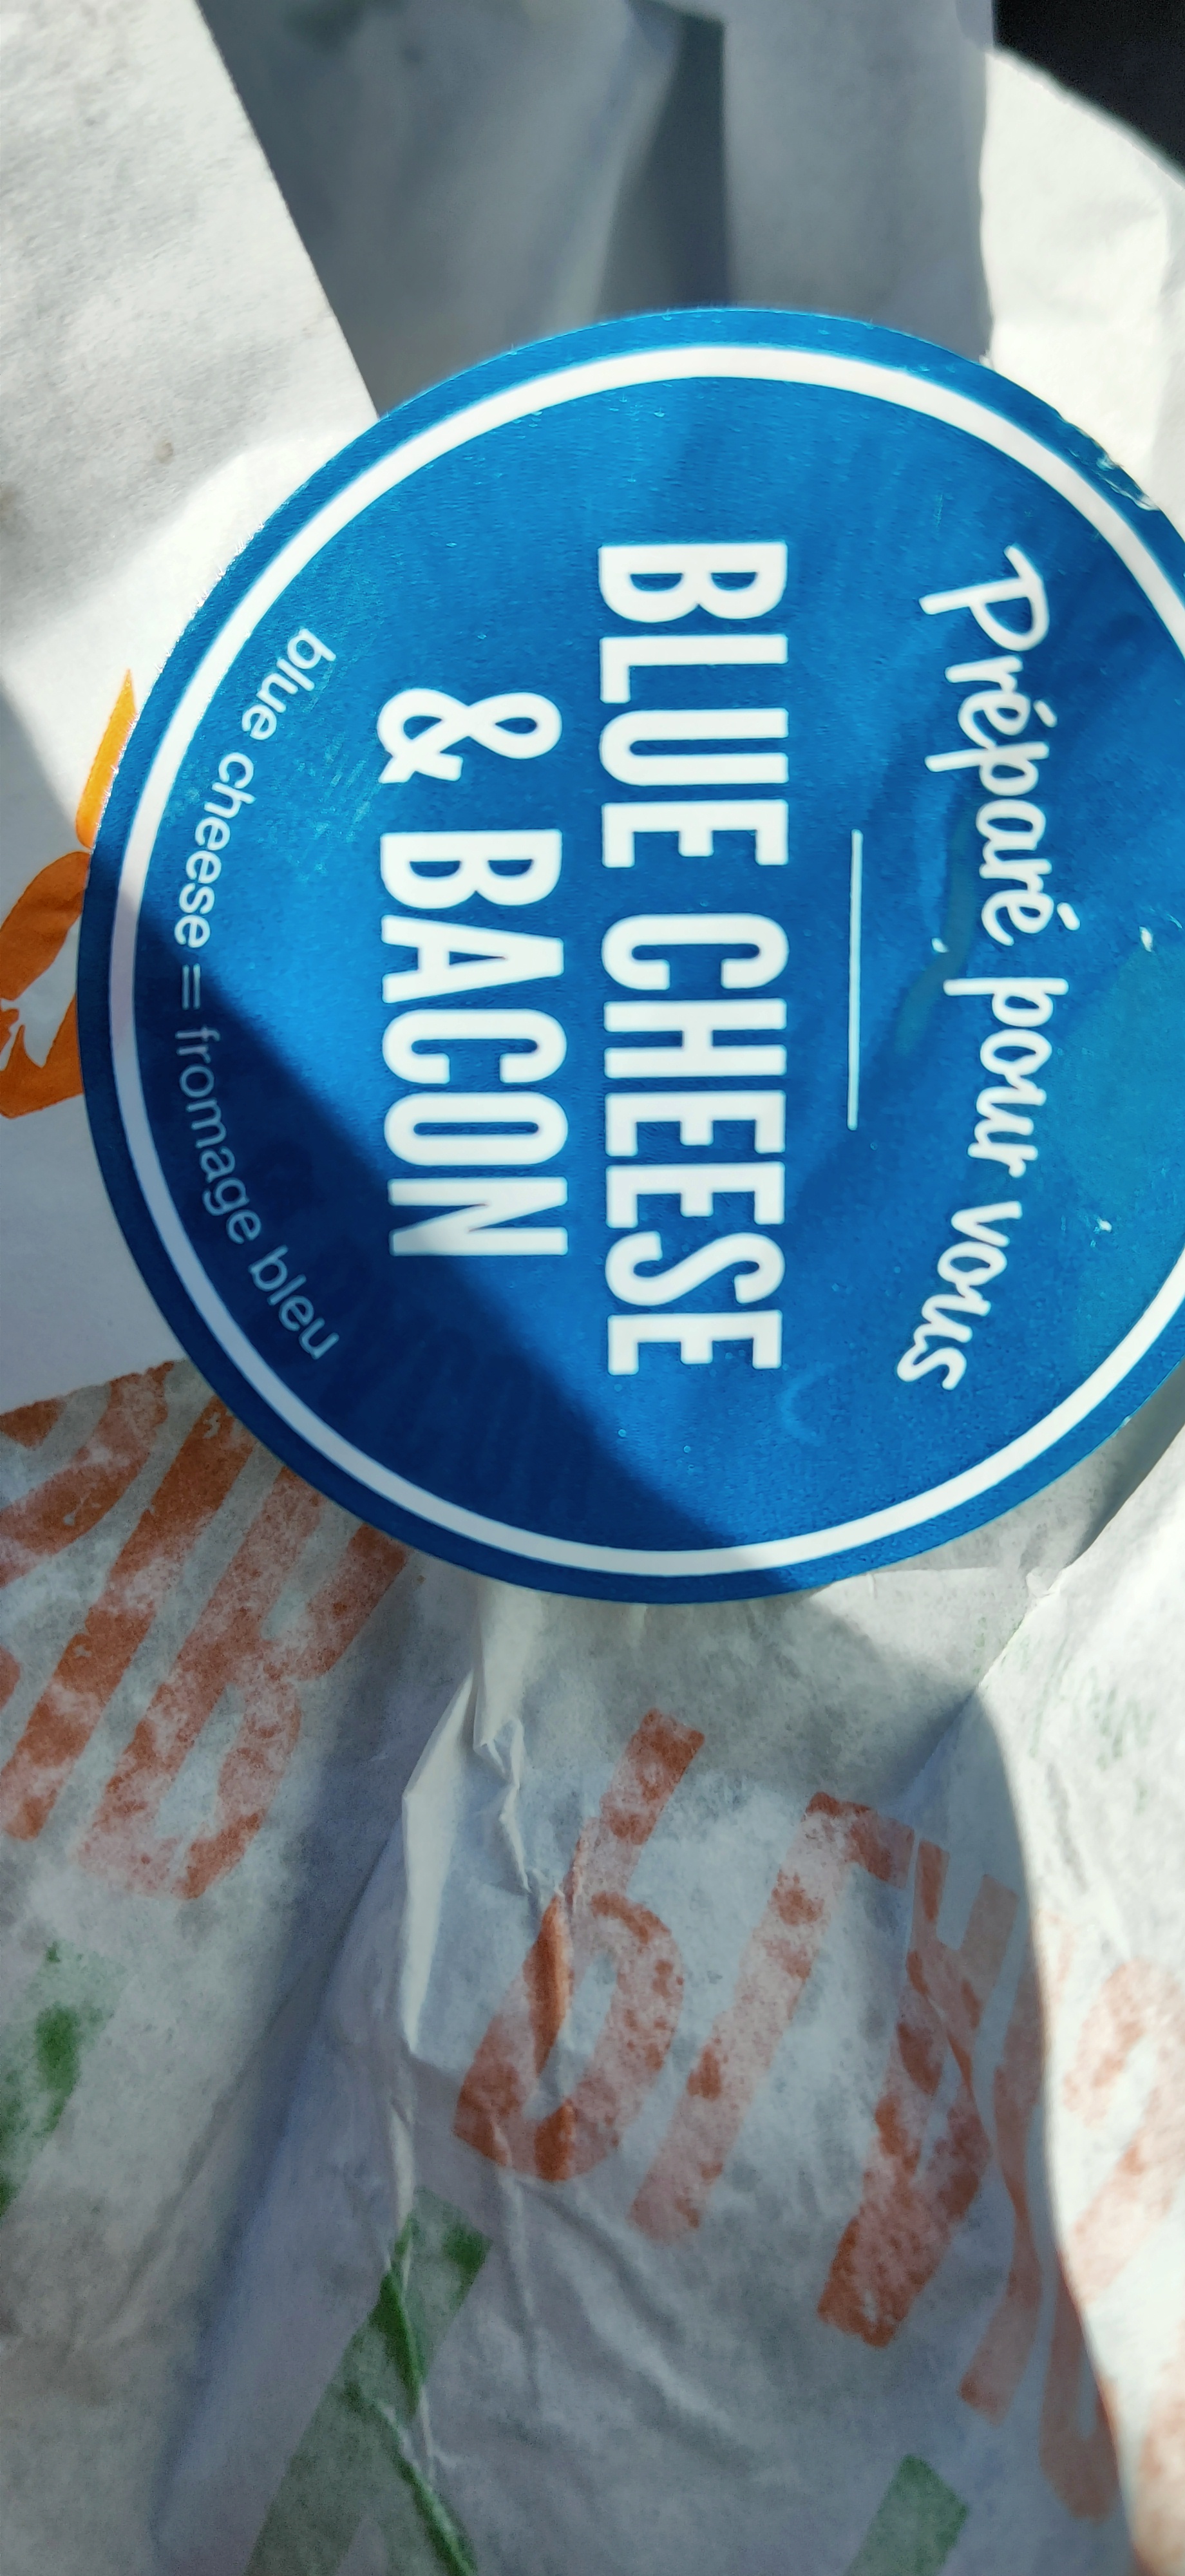 Préparé pour vous
BLUE CHEESE
& BACON
blue cheese = fromage bleu